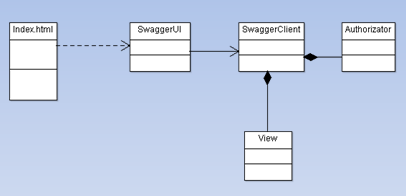 Index.html
SwaggerUI
SwaggerClient
Authorizator
View